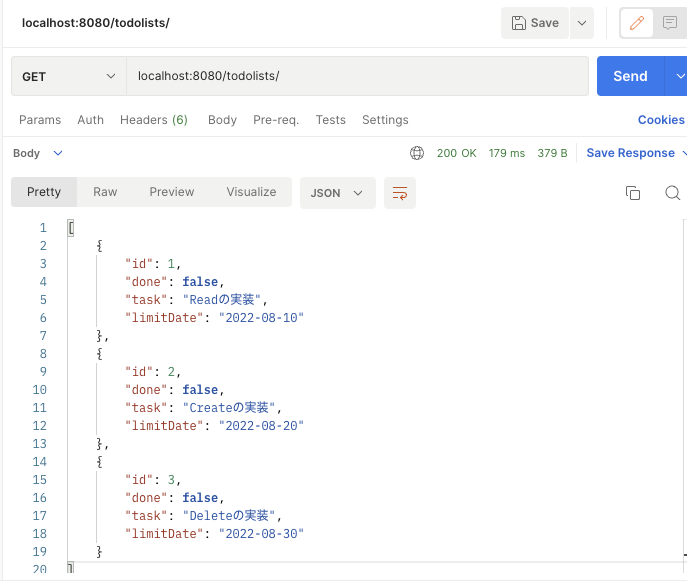 localhost:8080/todolists/
Save
GET
localhost:8080/todolists/
Send
Params Auth Headers (6) Body Pre-req. Tests Settings Cookies
Body 200 OK 179 ms 379 B Save Response
Pretty Raw Preview Visualize JSON
1 [
2 {
3 "id": 1,
4 "done": false,
5 "task": "Readの実装",
6 "limitDate": "2022-08-10"
7 },
8 {
9 "id": 2,
10 "done": false,
11 "task": "Createの実装",
12 "limitDate": "2022-08-20"
13 },
14 {
15 "id": 3,
16 "done": false,
17 "task": "Deleteの実装",
18 "limitDate": "2022-08-30"
19 }
20 ]